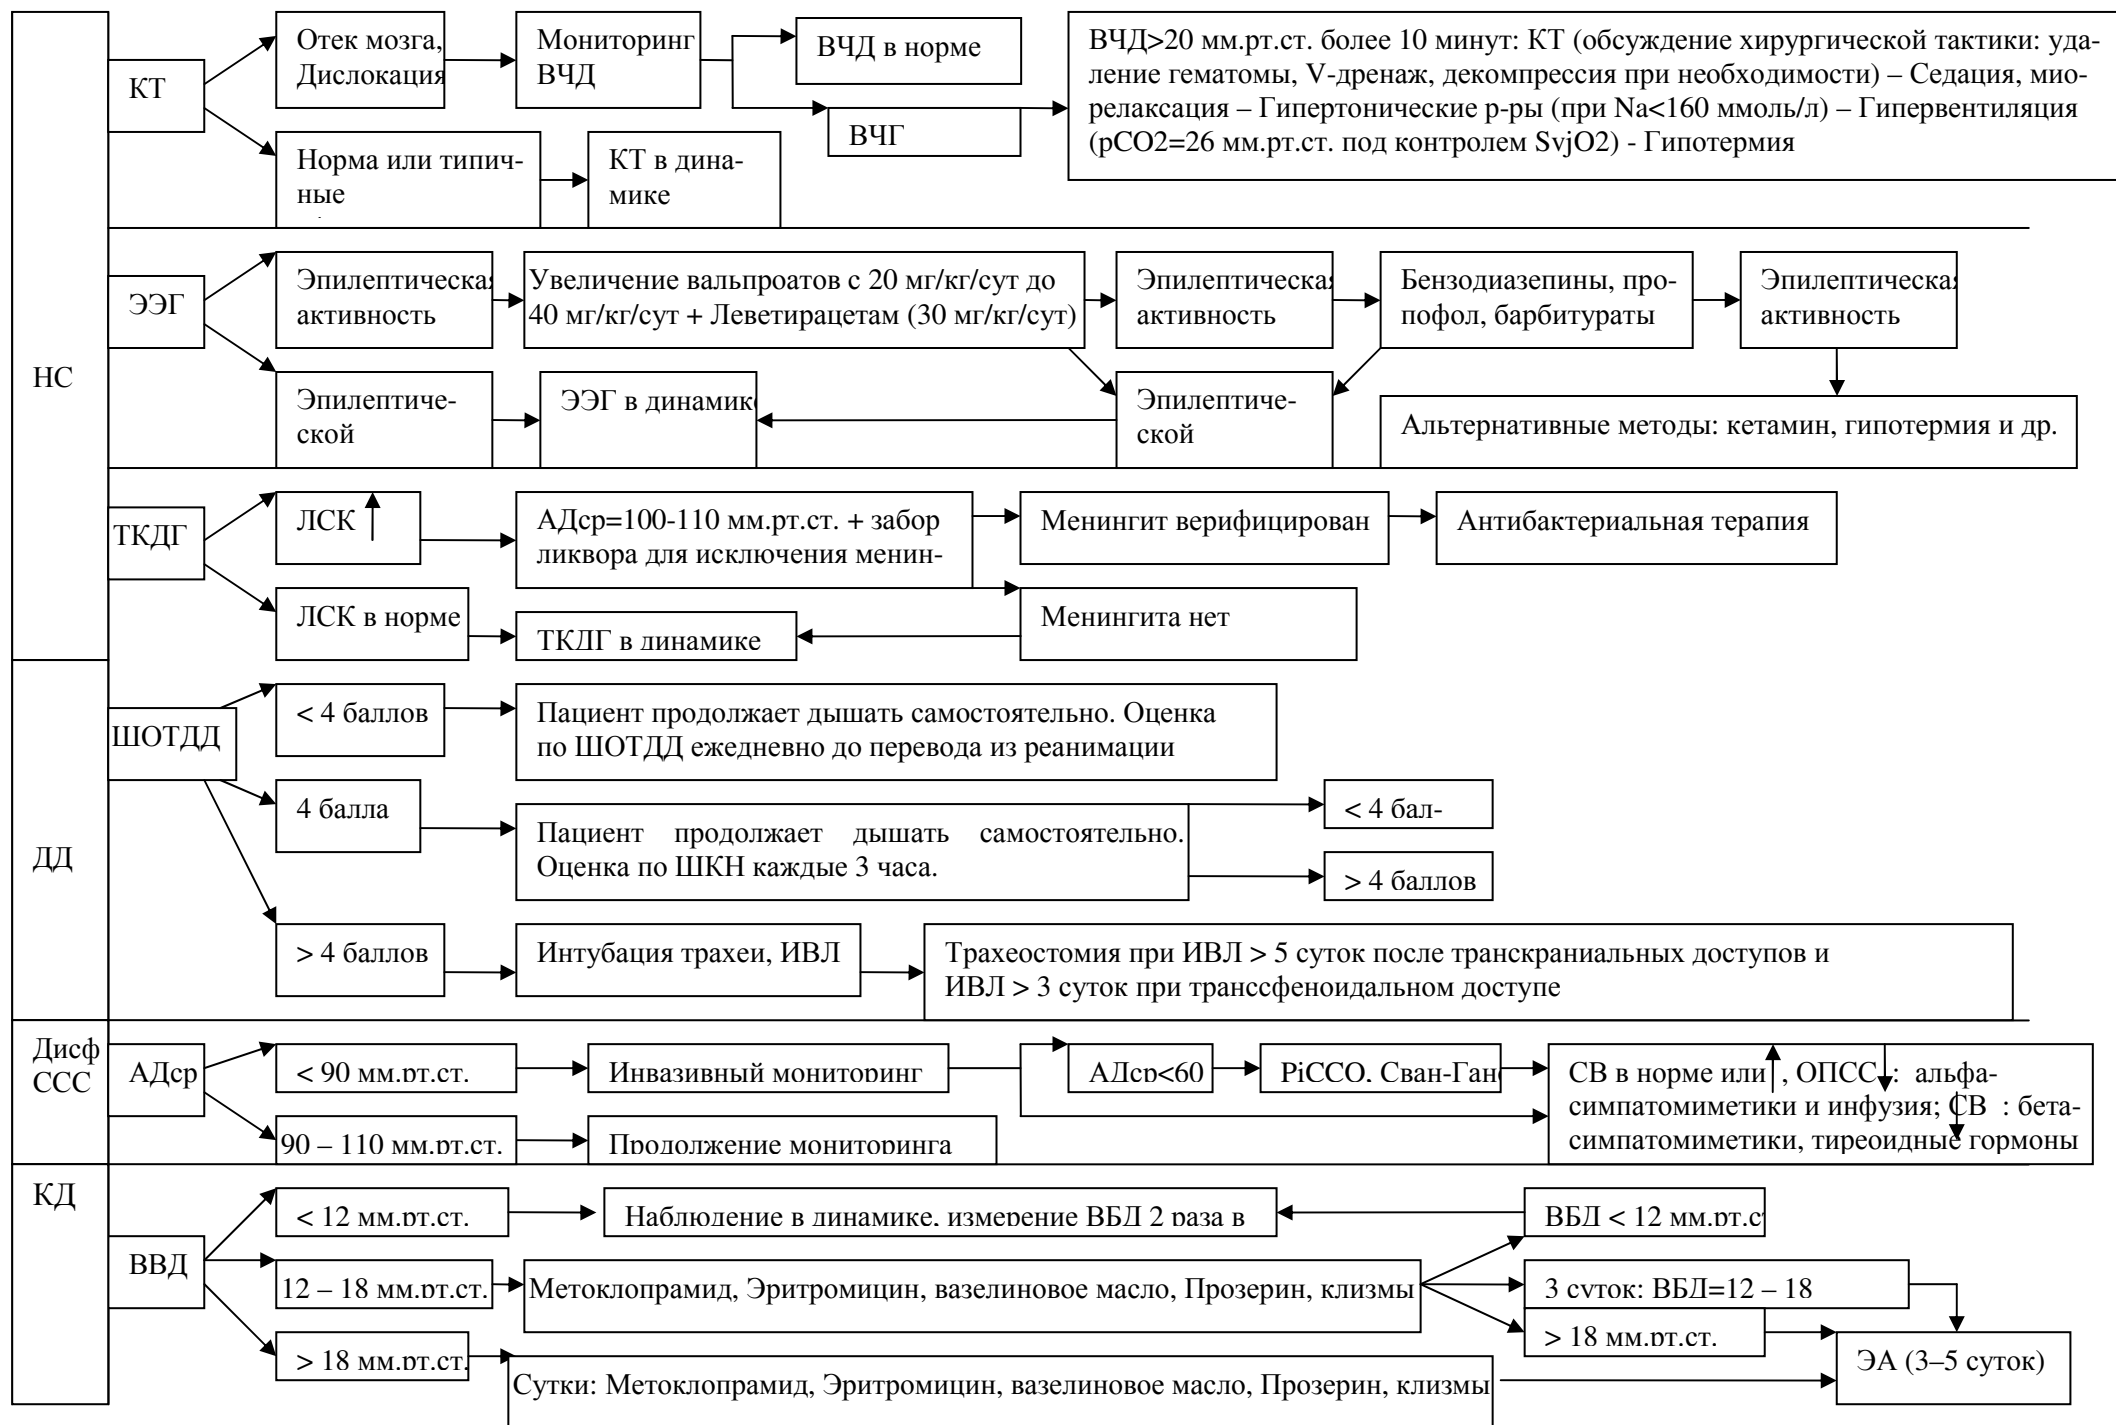 НС
КТ
Отек мозга,
Дислокация
Мониторинг
ВЧД
ВЧД в норме
ВЧГ
ВЧД>20 мм.рт.ст. более 10 минут: КТ (обсуждение хирургической тактики: уда-
ление гематомы, V-дренаж, декомпрессия при необходимости) – Седация, мио-
релаксация – Гипертонические р-ры (при Na<160 ммоль/л) – Гипервентиляция
(pCO2=26 мм.рт.ст. под контролем SvjO2) - Гипотермия
Норма или типич-
ные
КТ в дина-
мике
ЭЭГ
Эпилептическая
активность
Увеличение вальпроатов с 20 мг/кг/сут до
40 мг/кг/сут + Леветирацетам (30 мг/кг/сут)
Эпилептическая
активность
Бензодиазепины, про-
пофол, барбитураты
Эпилептическая
активность
Эпилептиче-
ской
ЭЭГ в динамике
Эпилептиче-
ской
Альтернативные методы: кетамин, гипотермия и др.
ТКДГ
ЛСК ↑
АДср=100-110 мм.рт.ст. + забор
ликвора для исключения менин-
Менингит верифицирован
Антибактериальная терапия
ЛСК в норме
ТКДГ в динамике
Менингита нет
ДД
ШОТДД
< 4 баллов
Пациент продолжает дышать самостоятельно. Оценка
по ШОТДД ежедневно до перевода из реанимации
4 балла
Пациент продолжает дышать самостоятельно.
Оценка по ШКН каждые 3 часа.
< 4 бал-
> 4 баллов
> 4 баллов
Интубация трахеи, ИВЛ
Трахеостомия при ИВЛ > 5 суток после транскраниальных доступов и
ИВЛ > 3 суток при транссфеноидальном доступе
Дисф
ССС
АДср
< 90 мм.рт.ст.
Инвазивный мониторинг
АДср<60
PiCCO, Сван-Ган
СВ в норме или ↑, ОПСС ↓: альфа-
симпатомиметики и инфузия; СВ ↓: бета-
симпатомиметики, тиреоидные гормоны
90 – 110 мм.рт.ст.
Продолжение мониторинга
КД
ВВД
< 12 мм.рт.ст.
Наблюдение в динамике, измерение ВБД 2 раза в
ВБД < 12 мм.рт.ст
12 – 18 мм.рт.ст.
Метоклопрамид, Эритромицин, вазелиновое масло, Прозерин, клизмы
3 суток: ВБД=12 – 18
> 18 мм.рт.ст.
> 18 мм.рт.ст.
Сутки: Метоклопрамид, Эритромицин, вазелиновое масло, Прозерин, клизмы
ЭА (3–5 суток)